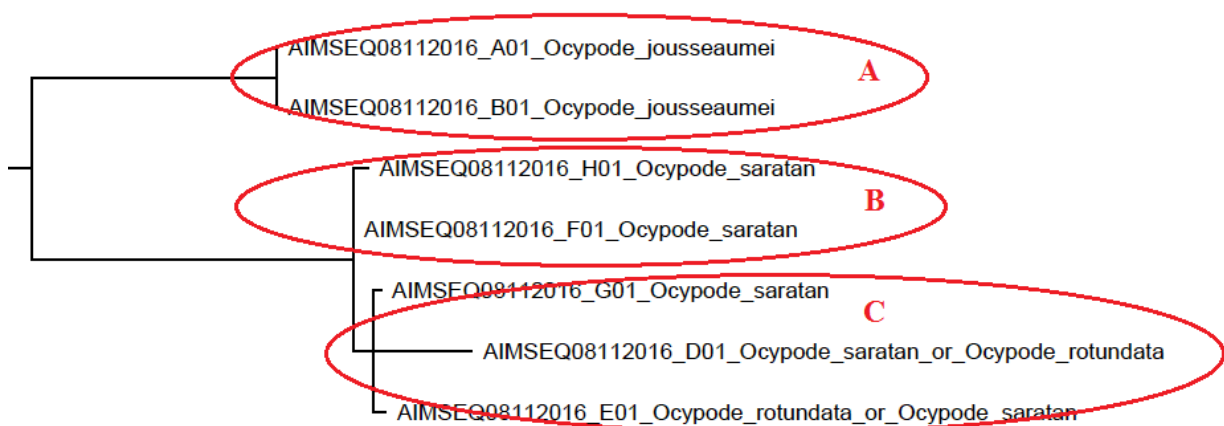 AIMSEQ08112016_A01_Ocypode_jousseaumei
A
AIMSEQ08112016_B01_Ocypode_jousseaumei
AIMSEQ08112016_H01_Ocypode_saratan
B
AIMSEQ08112016_F01_Ocypode_saratan
AIMSEQ08112016_G01_Ocypode_saratan
C
AIMSEQ08112016_D01_Ocypode_saratan_or_Ocypode_rotundata
AIMSEQ08112016_E01_Ocypode_rotundata_or_Ocypode_saratan